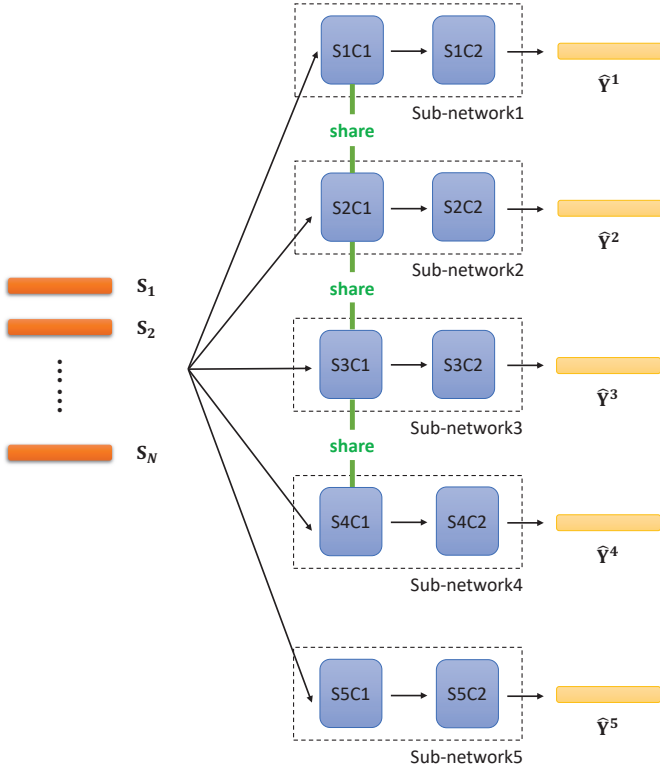 S1C1
S1C2
Ŷ¹
Sub-network1
share
S2C1
S2C2
Ŷ²
Sub-network2
S₁
share
S₂
S3C1
S3C2
Ŷ³
Sub-network3
share
S_N
S4C1
S4C2
Ŷ⁴
Sub-network4
S5C1
S5C2
Ŷ⁵
Sub-network5